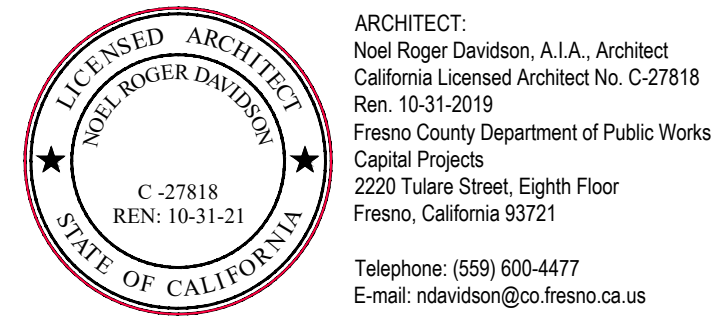 LICENSED ARCHITECT
NOEL ROGER DAVIDSON
C -27818
REN: 10-31-21
STATE OF CALIFORNIA
ARCHITECT:
Noel Roger Davidson, A.I.A., Architect
California Licensed Architect No. C-27818
Ren. 10-31-2019
Fresno County Department of Public Works
Capital Projects
2220 Tulare Street, Eighth Floor
Fresno, California 93721
Telephone: (559) 600-4477
E-mail: ndavidson@co.fresno.ca.us